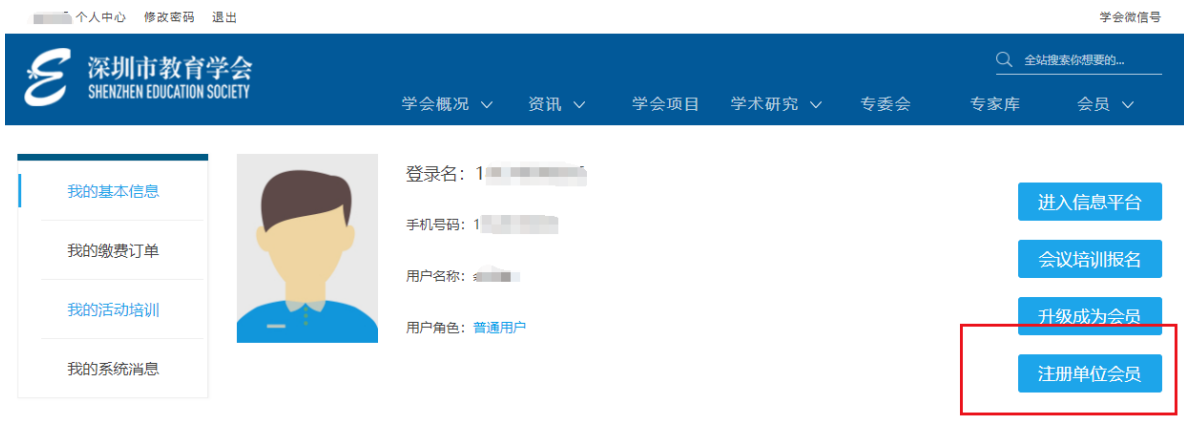 个人中心 修改密码 退出 学会微信号
深圳市教育学会
SHENZHEN EDUCATION SOCIETY
全站搜索你想要的...
学会概况 资讯 学会项目 学术研究 专委会 专家库 会员
我的基本信息
我的缴费订单
我的活动培训
我的系统消息
登录名：1
手机号码：1
用户名称：
用户角色：普通用户
进入信息平台
会议培训报名
升级成为会员
注册单位会员